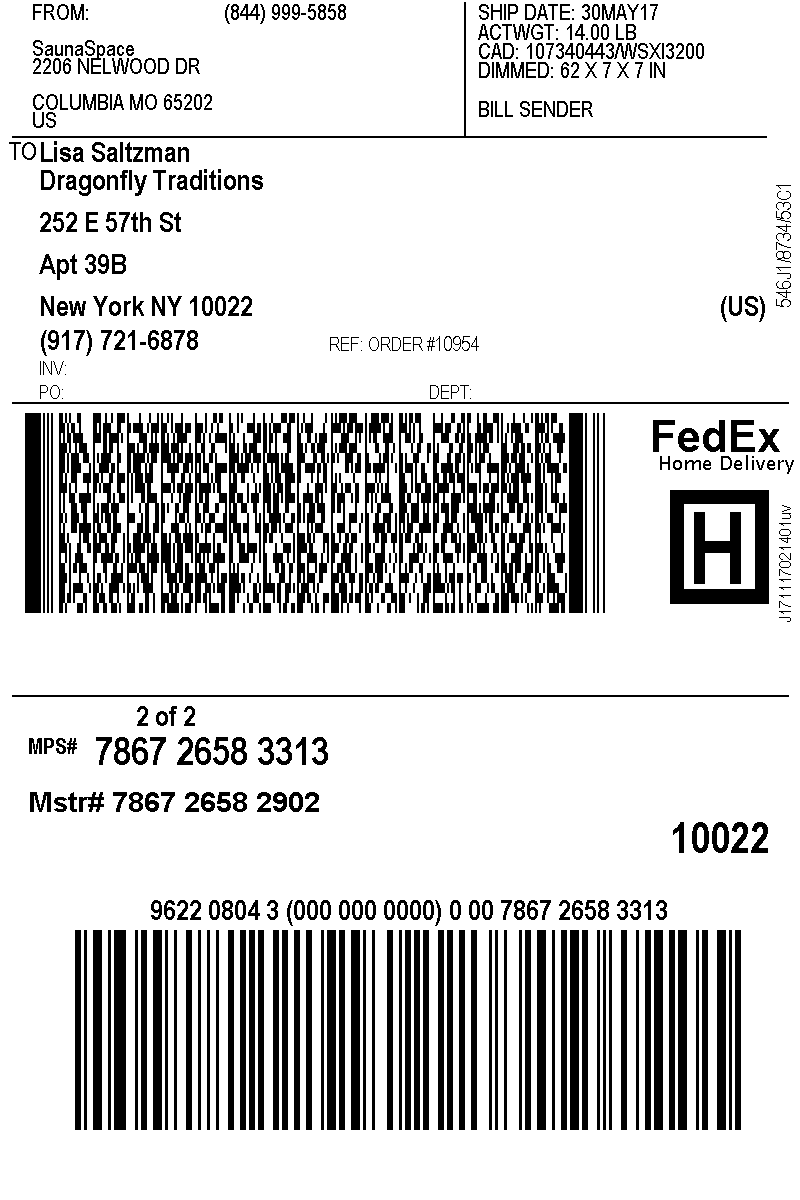 FROM: (844) 999-5858
SaunaSpace
2206 NELWOOD DR
COLUMBIA MO 65202
US
SHIP DATE: 30MAY17
ACTWGT: 14.00 LB
CAD: 107340443/WSXI3200
DIMMED: 62 X 7 X 7 IN
BILL SENDER
TO Lisa Saltzman
Dragonfly Traditions
252 E 57th St
Apt 39B
New York NY 10022 (US)
(917) 721-6878 REF: ORDER #10954
INV:
PO: DEPT:
546J1/8734/53C1
FedEx
Home Delivery
H
J171117021401uv
2 of 2
MPS# 7867 2658 3313
Mstr# 7867 2658 2902
10022
9622 0804 3 (000 000 0000) 0 00 7867 2658 3313